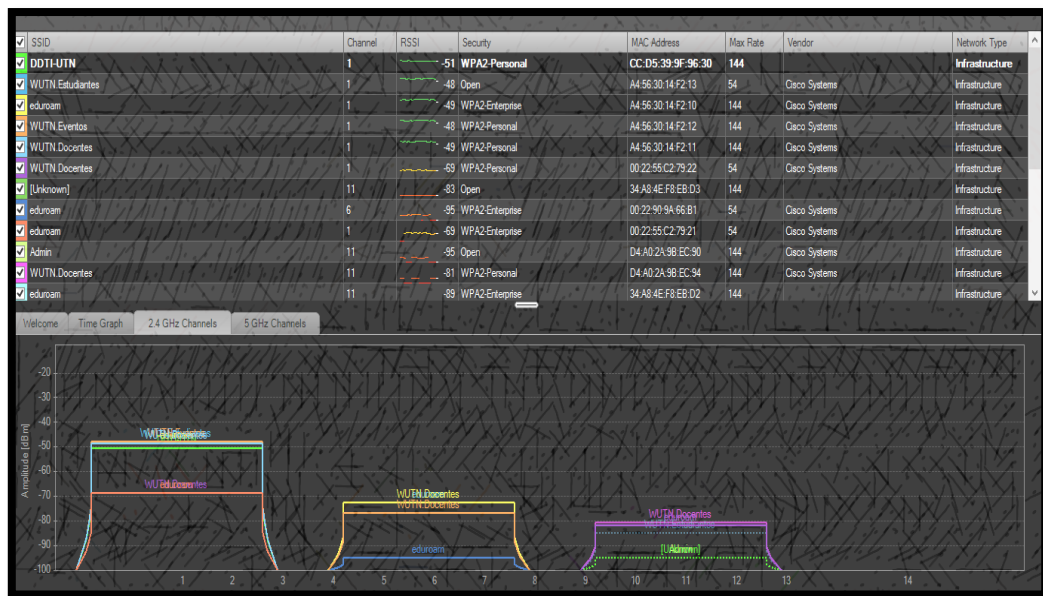 SSID Channel RSSI Security MAC Address Max Rate Vendor Network Type
DDTI-UTN 1 -51 WPA2-Personal CC:D5:39:9F:96:30 144 Infrastructure
WUTN.Estudiantes 1 -48 Open A4:56:30:14:F2:13 54 Cisco Systems Infrastructure
eduroam 1 -49 WPA2-Enterprise A4:56:30:14:F2:10 144 Cisco Systems Infrastructure
WUTN.Eventos 1 -48 WPA2-Personal A4:56:30:14:F2:12 144 Cisco Systems Infrastructure
WUTN.Docentes 1 -49 WPA2-Personal A4:56:30:14:F2:11 144 Cisco Systems Infrastructure
WUTN.Docentes 1 -69 WPA2-Personal 00:22:55:C2:79:22 54 Cisco Systems Infrastructure
[Unknown] 11 -83 Open 34:A8:4E:F8:EB:D3 144 Infrastructure
eduroam 6 -95 WPA2-Enterprise 00:22:90:9A:66:B1 54 Cisco Systems Infrastructure
eduroam 1 -69 WPA2-Enterprise 00:22:55:C2:79:21 54 Cisco Systems Infrastructure
Admin 11 -95 Open D4:A0:2A:9B:EC:90 144 Cisco Systems Infrastructure
WUTN.Docentes 11 -81 WPA2-Personal D4:A0:2A:9B:EC:94 144 Cisco Systems Infrastructure
eduroam 11 -89 WPA2-Enterprise 34:A8:4E:F8:EB:D2 144 Infrastructure
Welcome Time Graph 2.4 GHz Channels 5 GHz Channels
Amplitude [dBm]
-20
-30
-40
-50
-60
-70
-80
-90
-100
WUTN.Docentes
WUTN.Docentes
eduroam
WUTN.Docentes
1 2 3 4 5 6 7 8 9 10 11 12 13 14